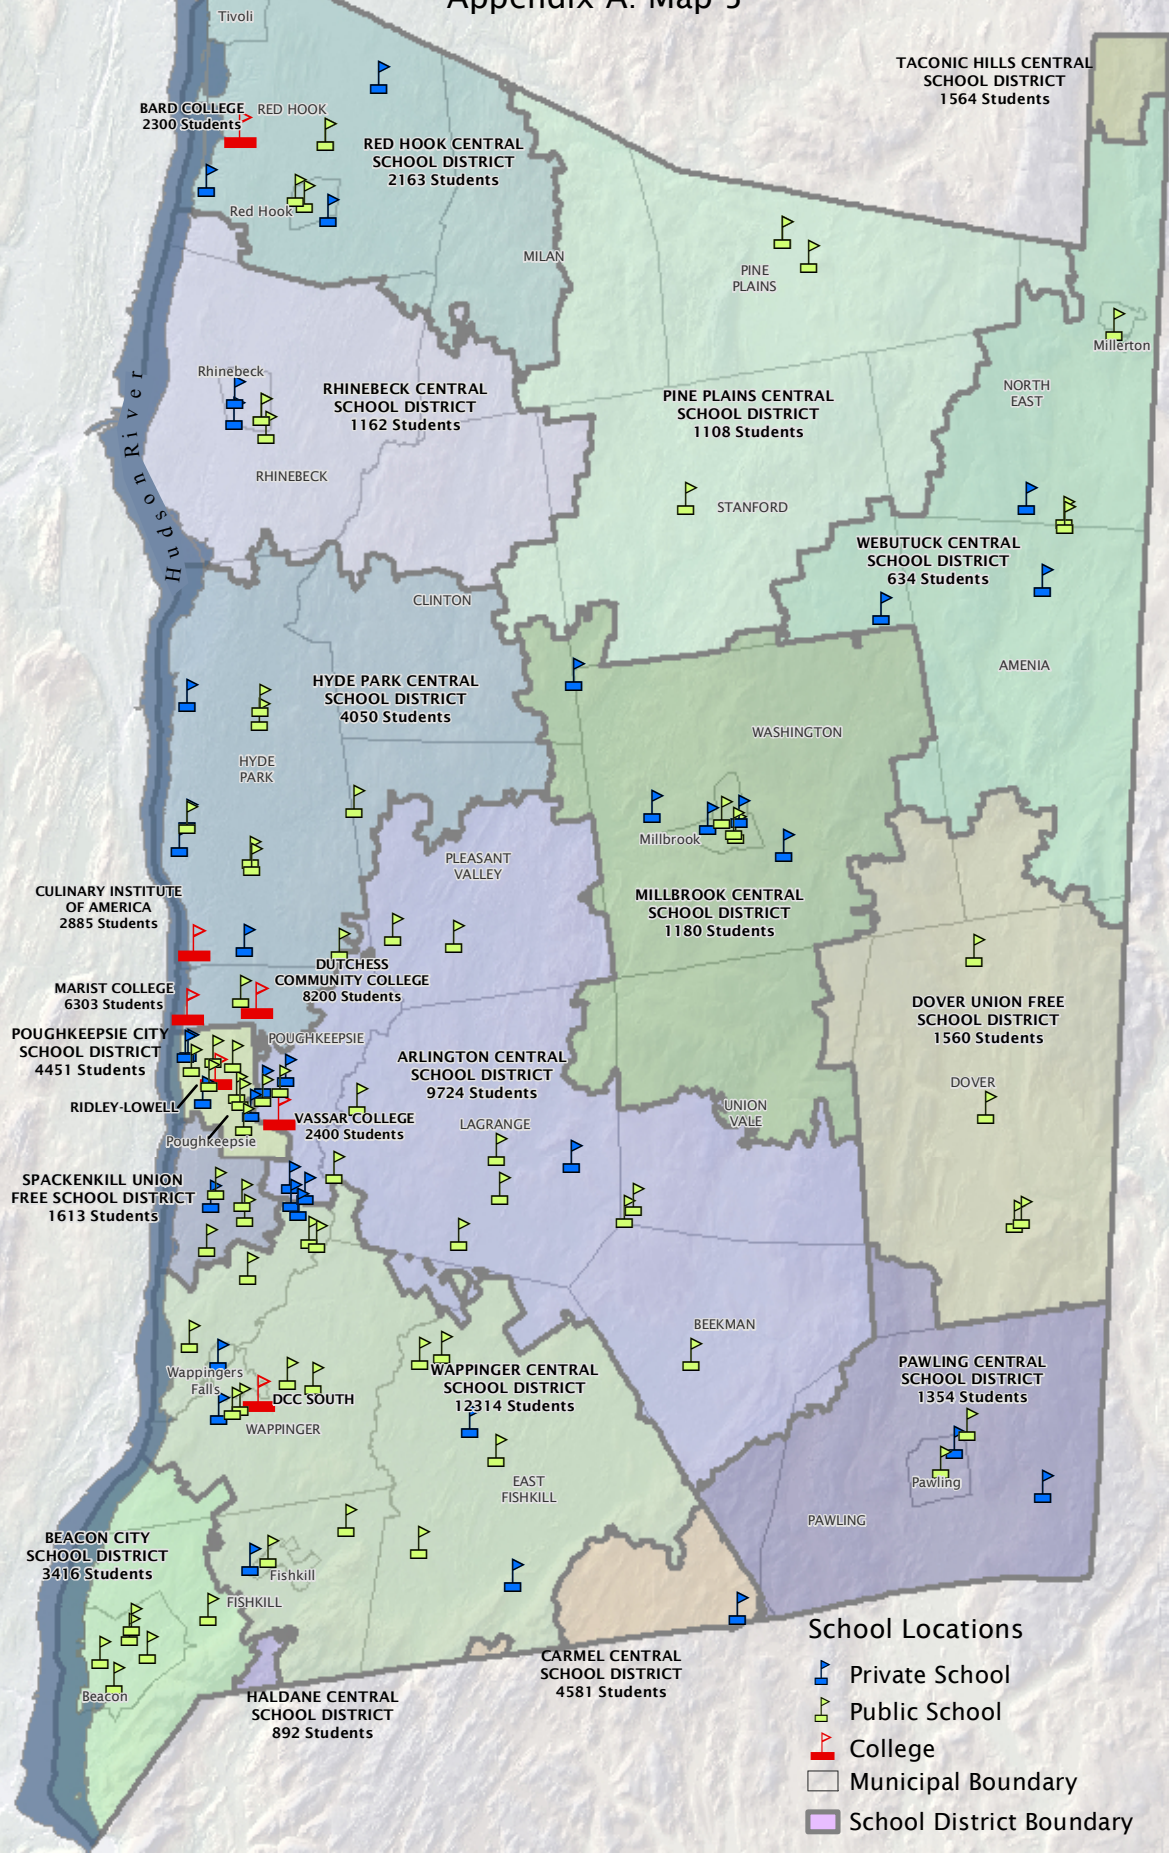 Appendix A: Map 3
Tivoli
TACONIC HILLS CENTRAL
SCHOOL DISTRICT
1564 Students
BARD COLLEGE
2300 Students
RED HOOK
RED HOOK CENTRAL
SCHOOL DISTRICT
2163 Students
Red Hook
MILAN
PINE
PLAINS
Millerton
Hudson River
Rhinebeck
RHINEBECK CENTRAL
SCHOOL DISTRICT
1162 Students
PINE PLAINS CENTRAL
SCHOOL DISTRICT
1108 Students
NORTH
EAST
RHINEBECK
STANFORD
WEBUTUCK CENTRAL
SCHOOL DISTRICT
634 Students
CLINTON
AMENIA
HYDE PARK CENTRAL
SCHOOL DISTRICT
4050 Students
WASHINGTON
HYDE
PARK
Millbrook
PLEASANT
VALLEY
CULINARY INSTITUTE
OF AMERICA
2885 Students
MILLBROOK CENTRAL
SCHOOL DISTRICT
1180 Students
DUTCHESS
COMMUNITY COLLEGE
8200 Students
MARIST COLLEGE
6303 Students
DOVER UNION FREE
SCHOOL DISTRICT
1560 Students
POUGHKEEPSIE CITY
SCHOOL DISTRICT
4451 Students
POUGHKEEPSIE
ARLINGTON CENTRAL
SCHOOL DISTRICT
9724 Students
DOVER
RIDLEY-LOWELL
VASSAR COLLEGE
2400 Students
LAGRANGE
UNION
VALE
Poughkeepsie
SPACKENKILL UNION
FREE SCHOOL DISTRICT
1613 Students
BEEKMAN
Wappingers
Falls
WAPPINGER CENTRAL
SCHOOL DISTRICT
12314 Students
PAWLING CENTRAL
SCHOOL DISTRICT
1354 Students
DCC SOUTH
WAPPINGER
EAST
FISHKILL
Pawling
PAWLING
BEACON CITY
SCHOOL DISTRICT
3416 Students
Fishkill
FISHKILL
Beacon
CARMEL CENTRAL
SCHOOL DISTRICT
4581 Students
HALDANE CENTRAL
SCHOOL DISTRICT
892 Students
School Locations
Private School
Public School
College
Municipal Boundary
School District Boundary